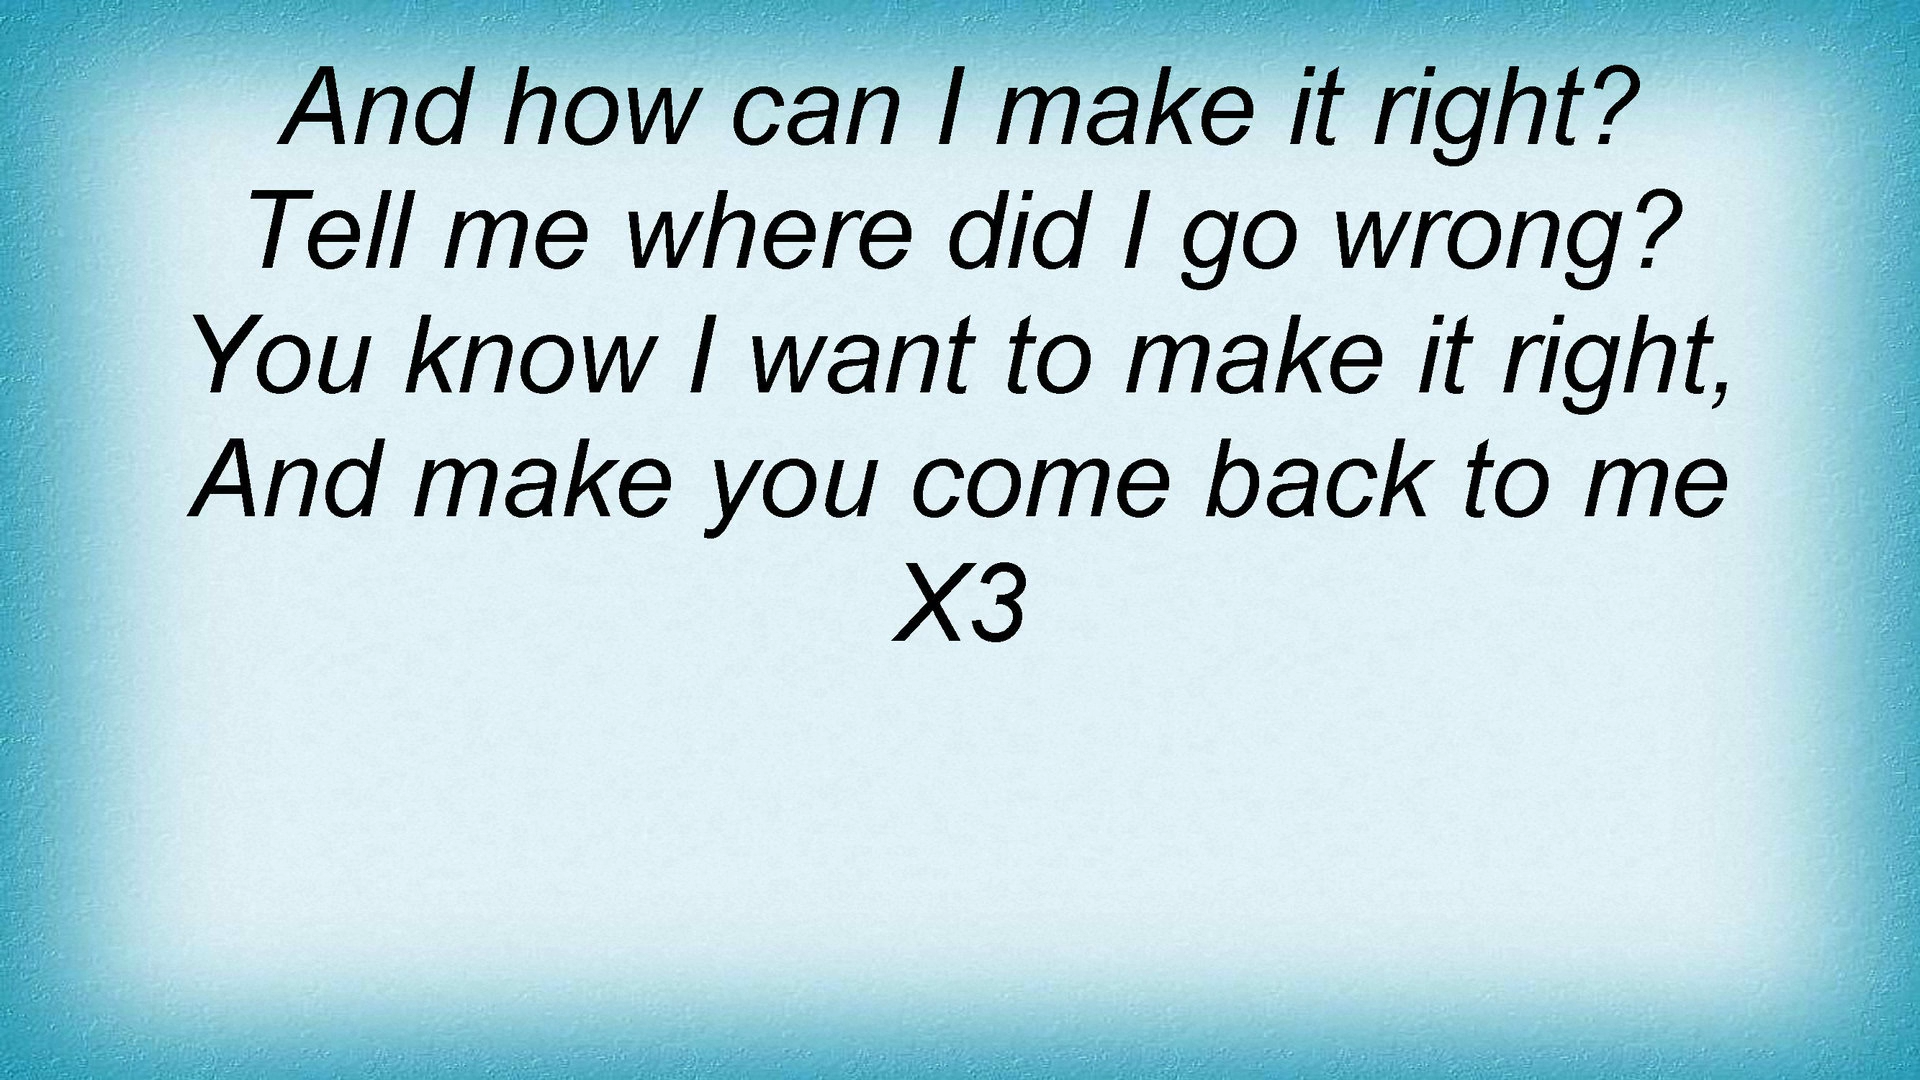 And how can I make it right?
Tell me where did I go wrong?
You know I want to make it right,
And make you come back to me
X3